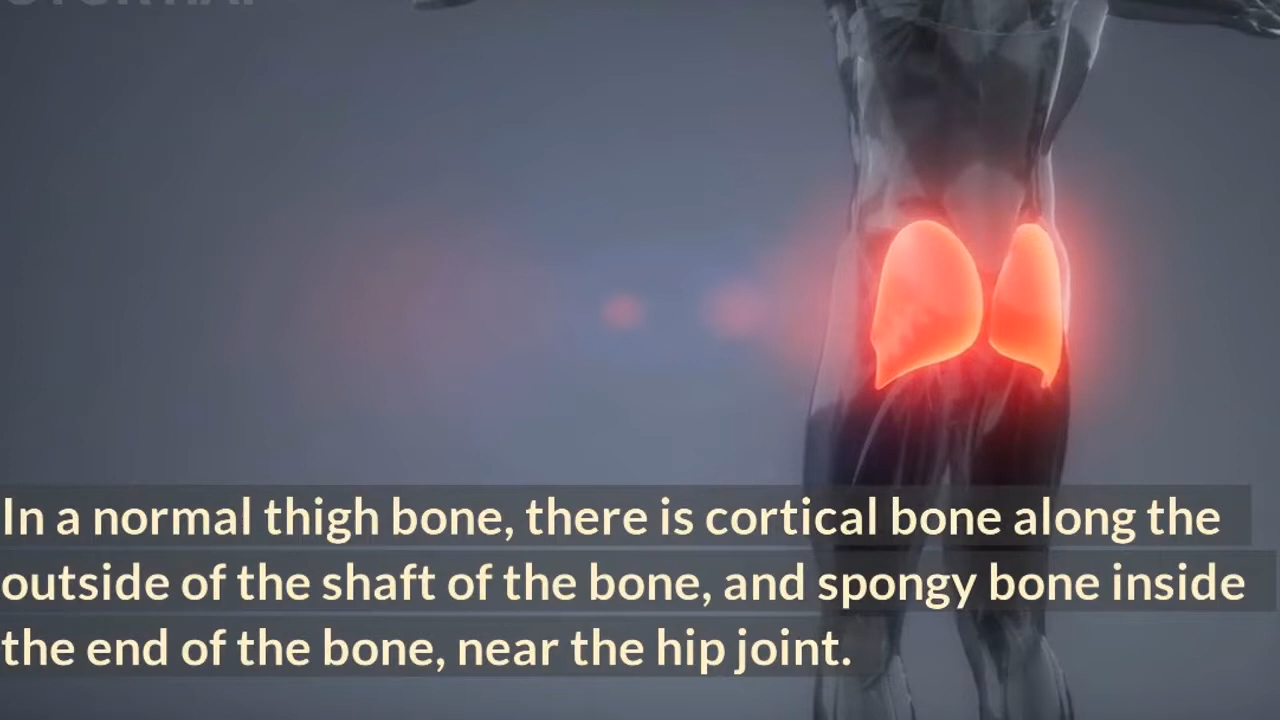 In a normal thigh bone, there is cortical bone along the
outside of the shaft of the bone, and spongy bone inside
the end of the bone, near the hip joint.